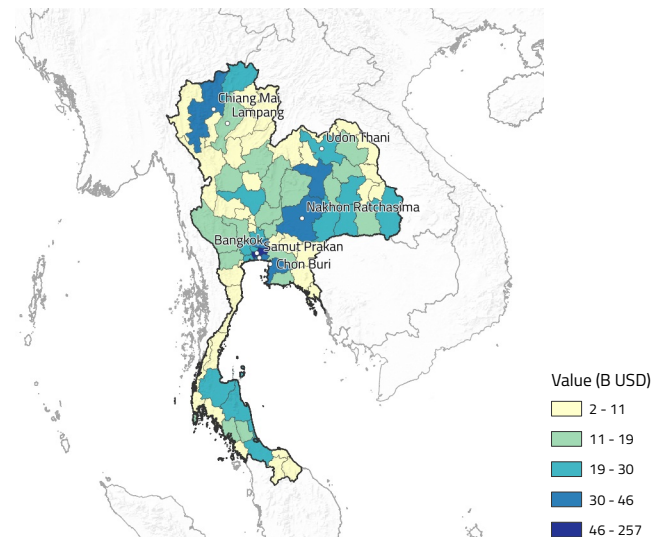 Chiang Mai
Lampang
Udon Thani
Nakhon Ratchasima
Bangkok
Samut Prakan
Chon Buri
Value (B USD)
2 - 11
11 - 19
19 - 30
30 - 46
46 - 257